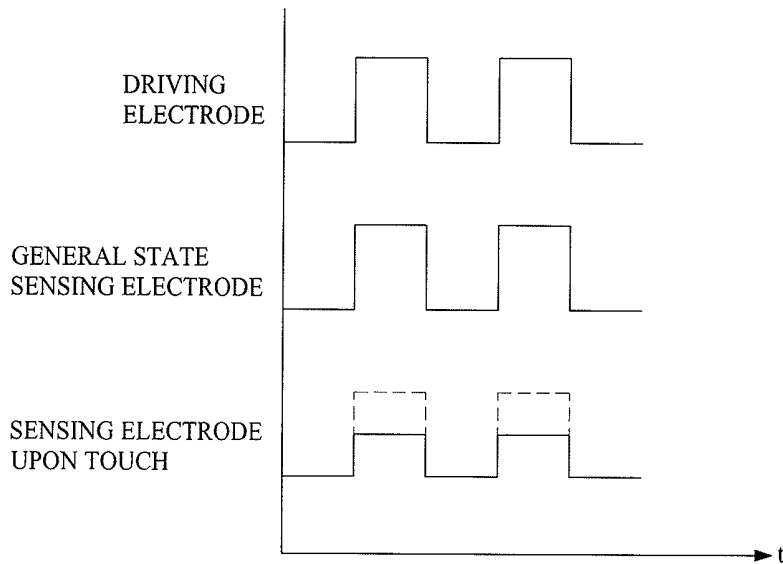 DRIVING
ELECTRODE
GENERAL STATE
SENSING ELECTRODE
SENSING ELECTRODE
UPON TOUCH
t